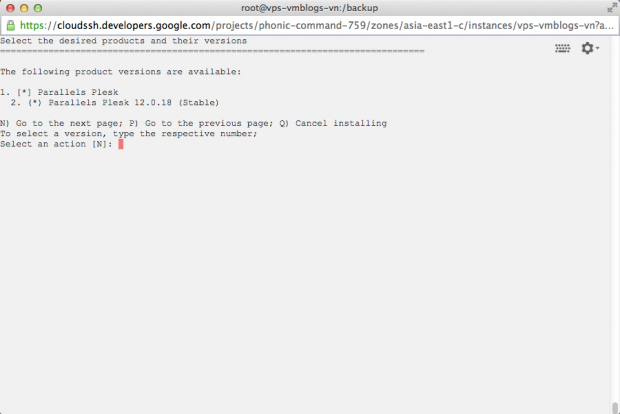 root@vps-vmblogs-vn:/backup
https://cloudssh.developers.google.com/projects/phonic-command-759/zones/asia-east1-c/instances/vps-vmblogs-vn?a...
Select the desired products and their versions
================================================================================
The following product versions are available:
1. [*] Parallels Plesk
2. (*) Parallels Plesk 12.0.18 (Stable)
N) Go to the next page; P) Go to the previous page; Q) Cancel installing
To select a version, type the respective number;
Select an action [N]: